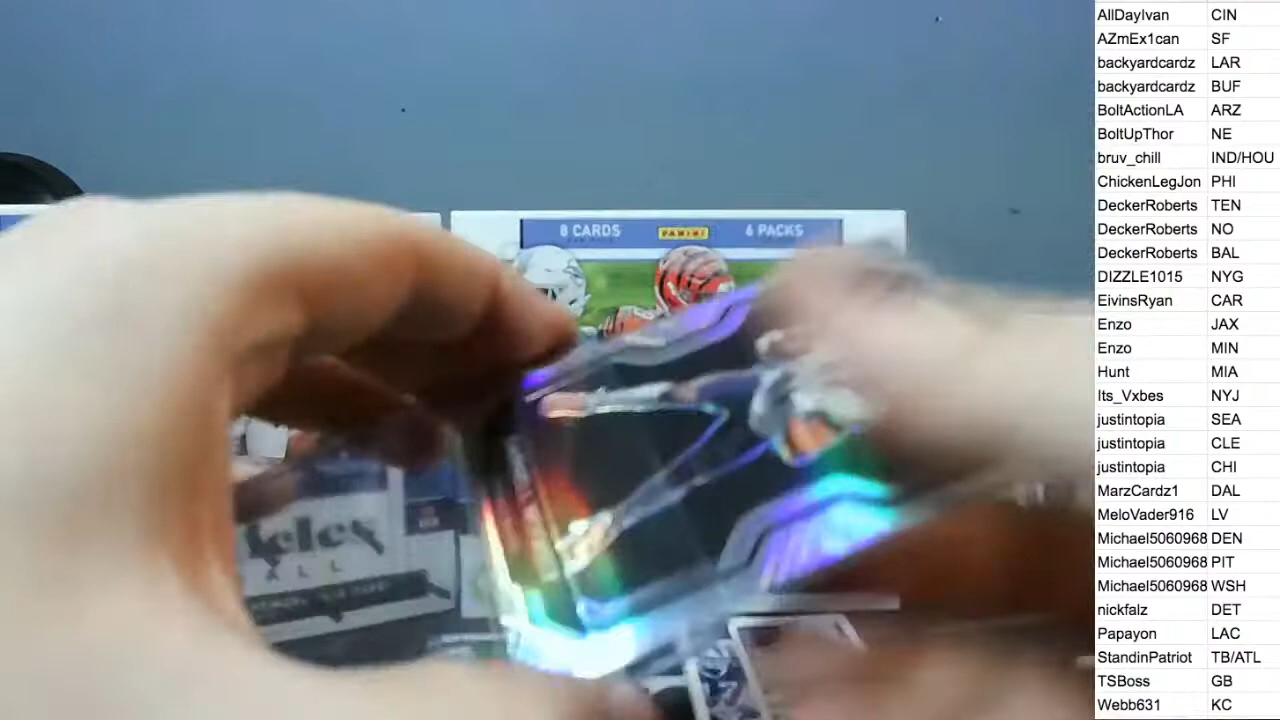 8 CARDS PANINI 6 PACKS
AllDayIvan CIN
AZmEx1can SF
backyardcardz LAR
backyardcardz BUF
BoltActionLA ARZ
BoltUpThor NE
bruv_chill IND/HOU
ChickenLegJon PHI
DeckerRoberts TEN
DeckerRoberts NO
DeckerRoberts BAL
DIZZLE1015 NYG
EivinsRyan CAR
Enzo JAX
Enzo MIN
Hunt MIA
Its_Vxbes NYJ
justintopia SEA
justintopia CLE
justintopia CHI
MarzCardz1 DAL
MeloVader916 LV
Michael5060968 DEN
Michael5060968 PIT
Michael5060968 WSH
nickfalz DET
Papayon LAC
StandinPatriot TB/ATL
TSBoss GB
Webb631 KC